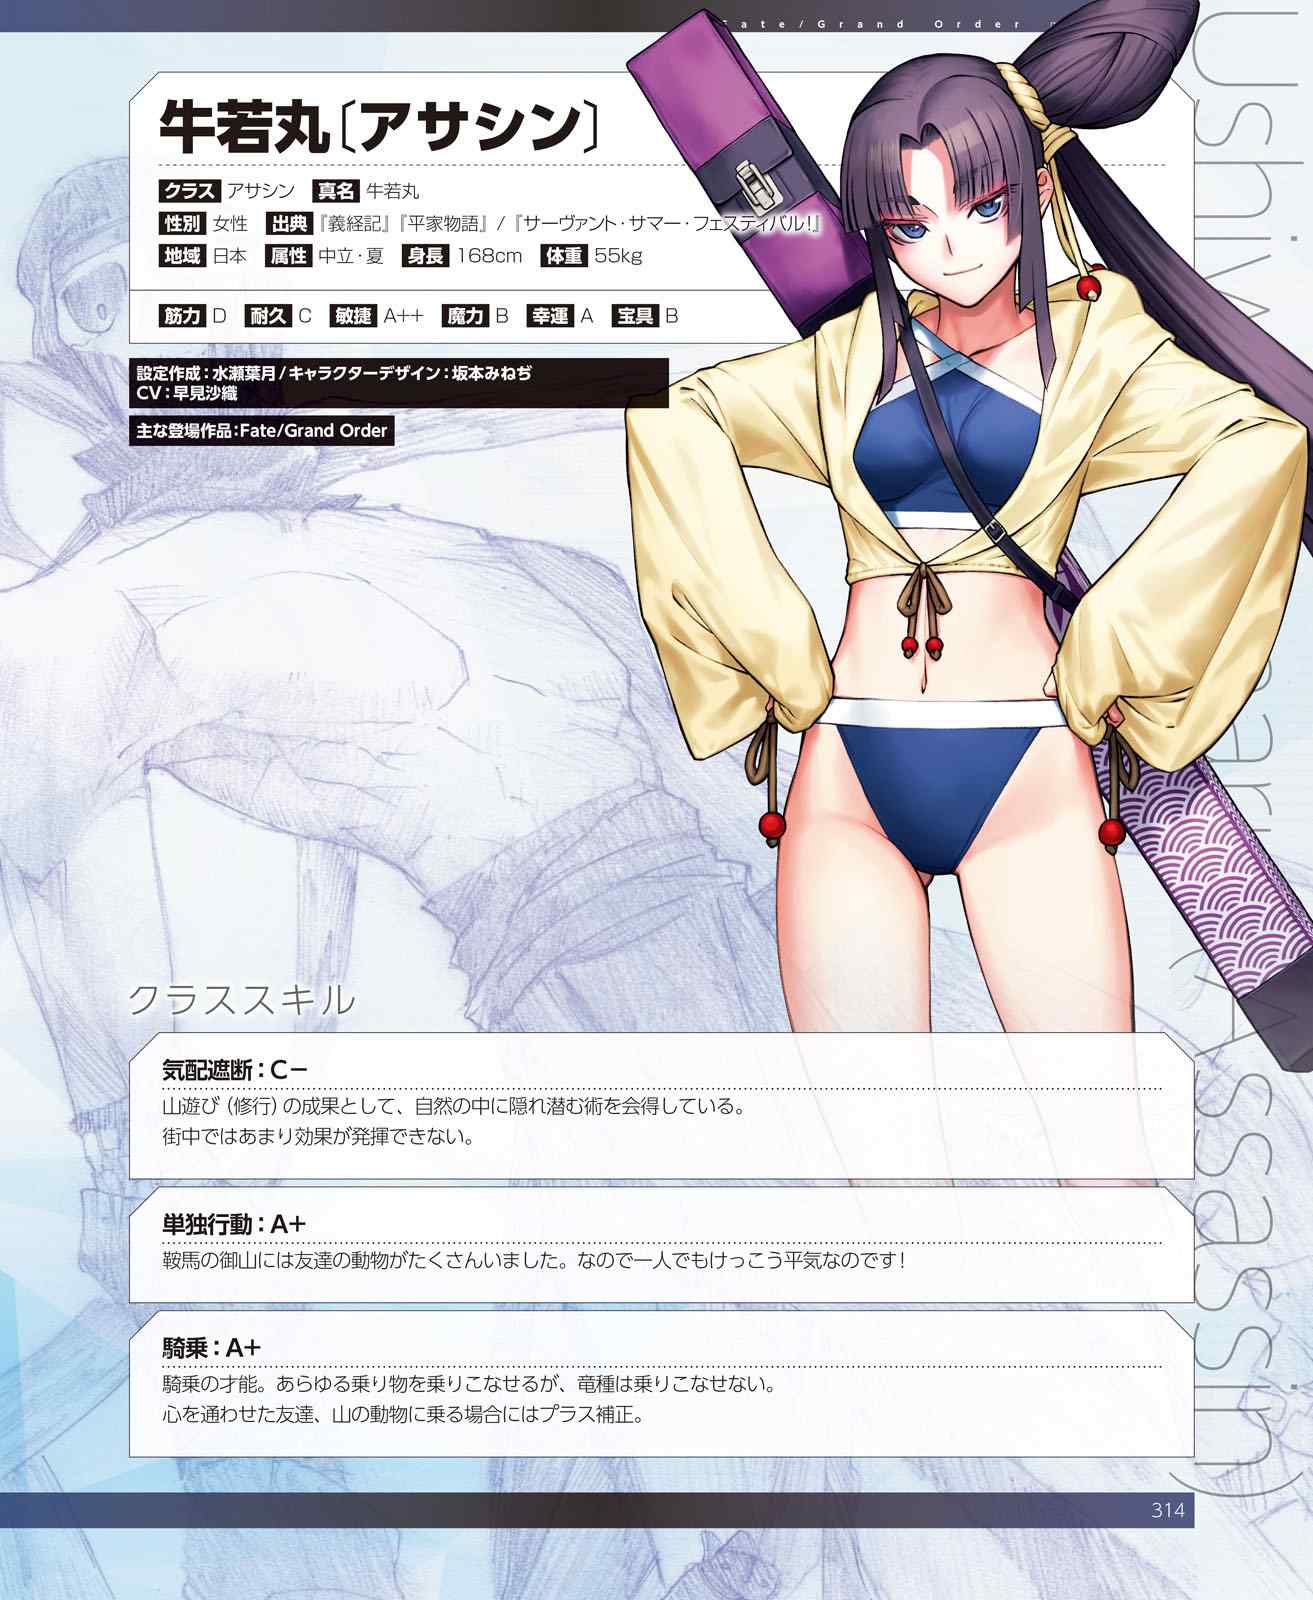 Fate/Grand Order
牛若丸〔アサシン〕
クラス アサシン 真名 牛若丸
性別 女性 出典 『義経記』『平家物語』/『サーヴァント・サマー・フェスティバル!』
地域 日本 属性 中立・夏 身長 168cm 体重 55kg
筋力 D 耐久 C 敏捷 A++ 魔力 B 幸運 A 宝具 B
設定作成：水瀬葉月/キャラクターデザイン：坂本みねぢ
CV：早見沙織
主な登場作品：Fate/Grand Order
クラススキル
気配遮断：C－
山遊び（修行）の成果として、自然の中に隠れ潜む術を会得している。
街中ではあまり効果が発揮できない。
単独行動：A＋
鞍馬の御山には友達の動物がたくさんいました。なので一人でもけっこう平気なのです！
騎乗：A＋
騎乗の才能。あらゆる乗り物を乗りこなせるが、竜種は乗りこなせない。
心を通わせた友達、山の動物に乗る場合にはプラス補正。
314